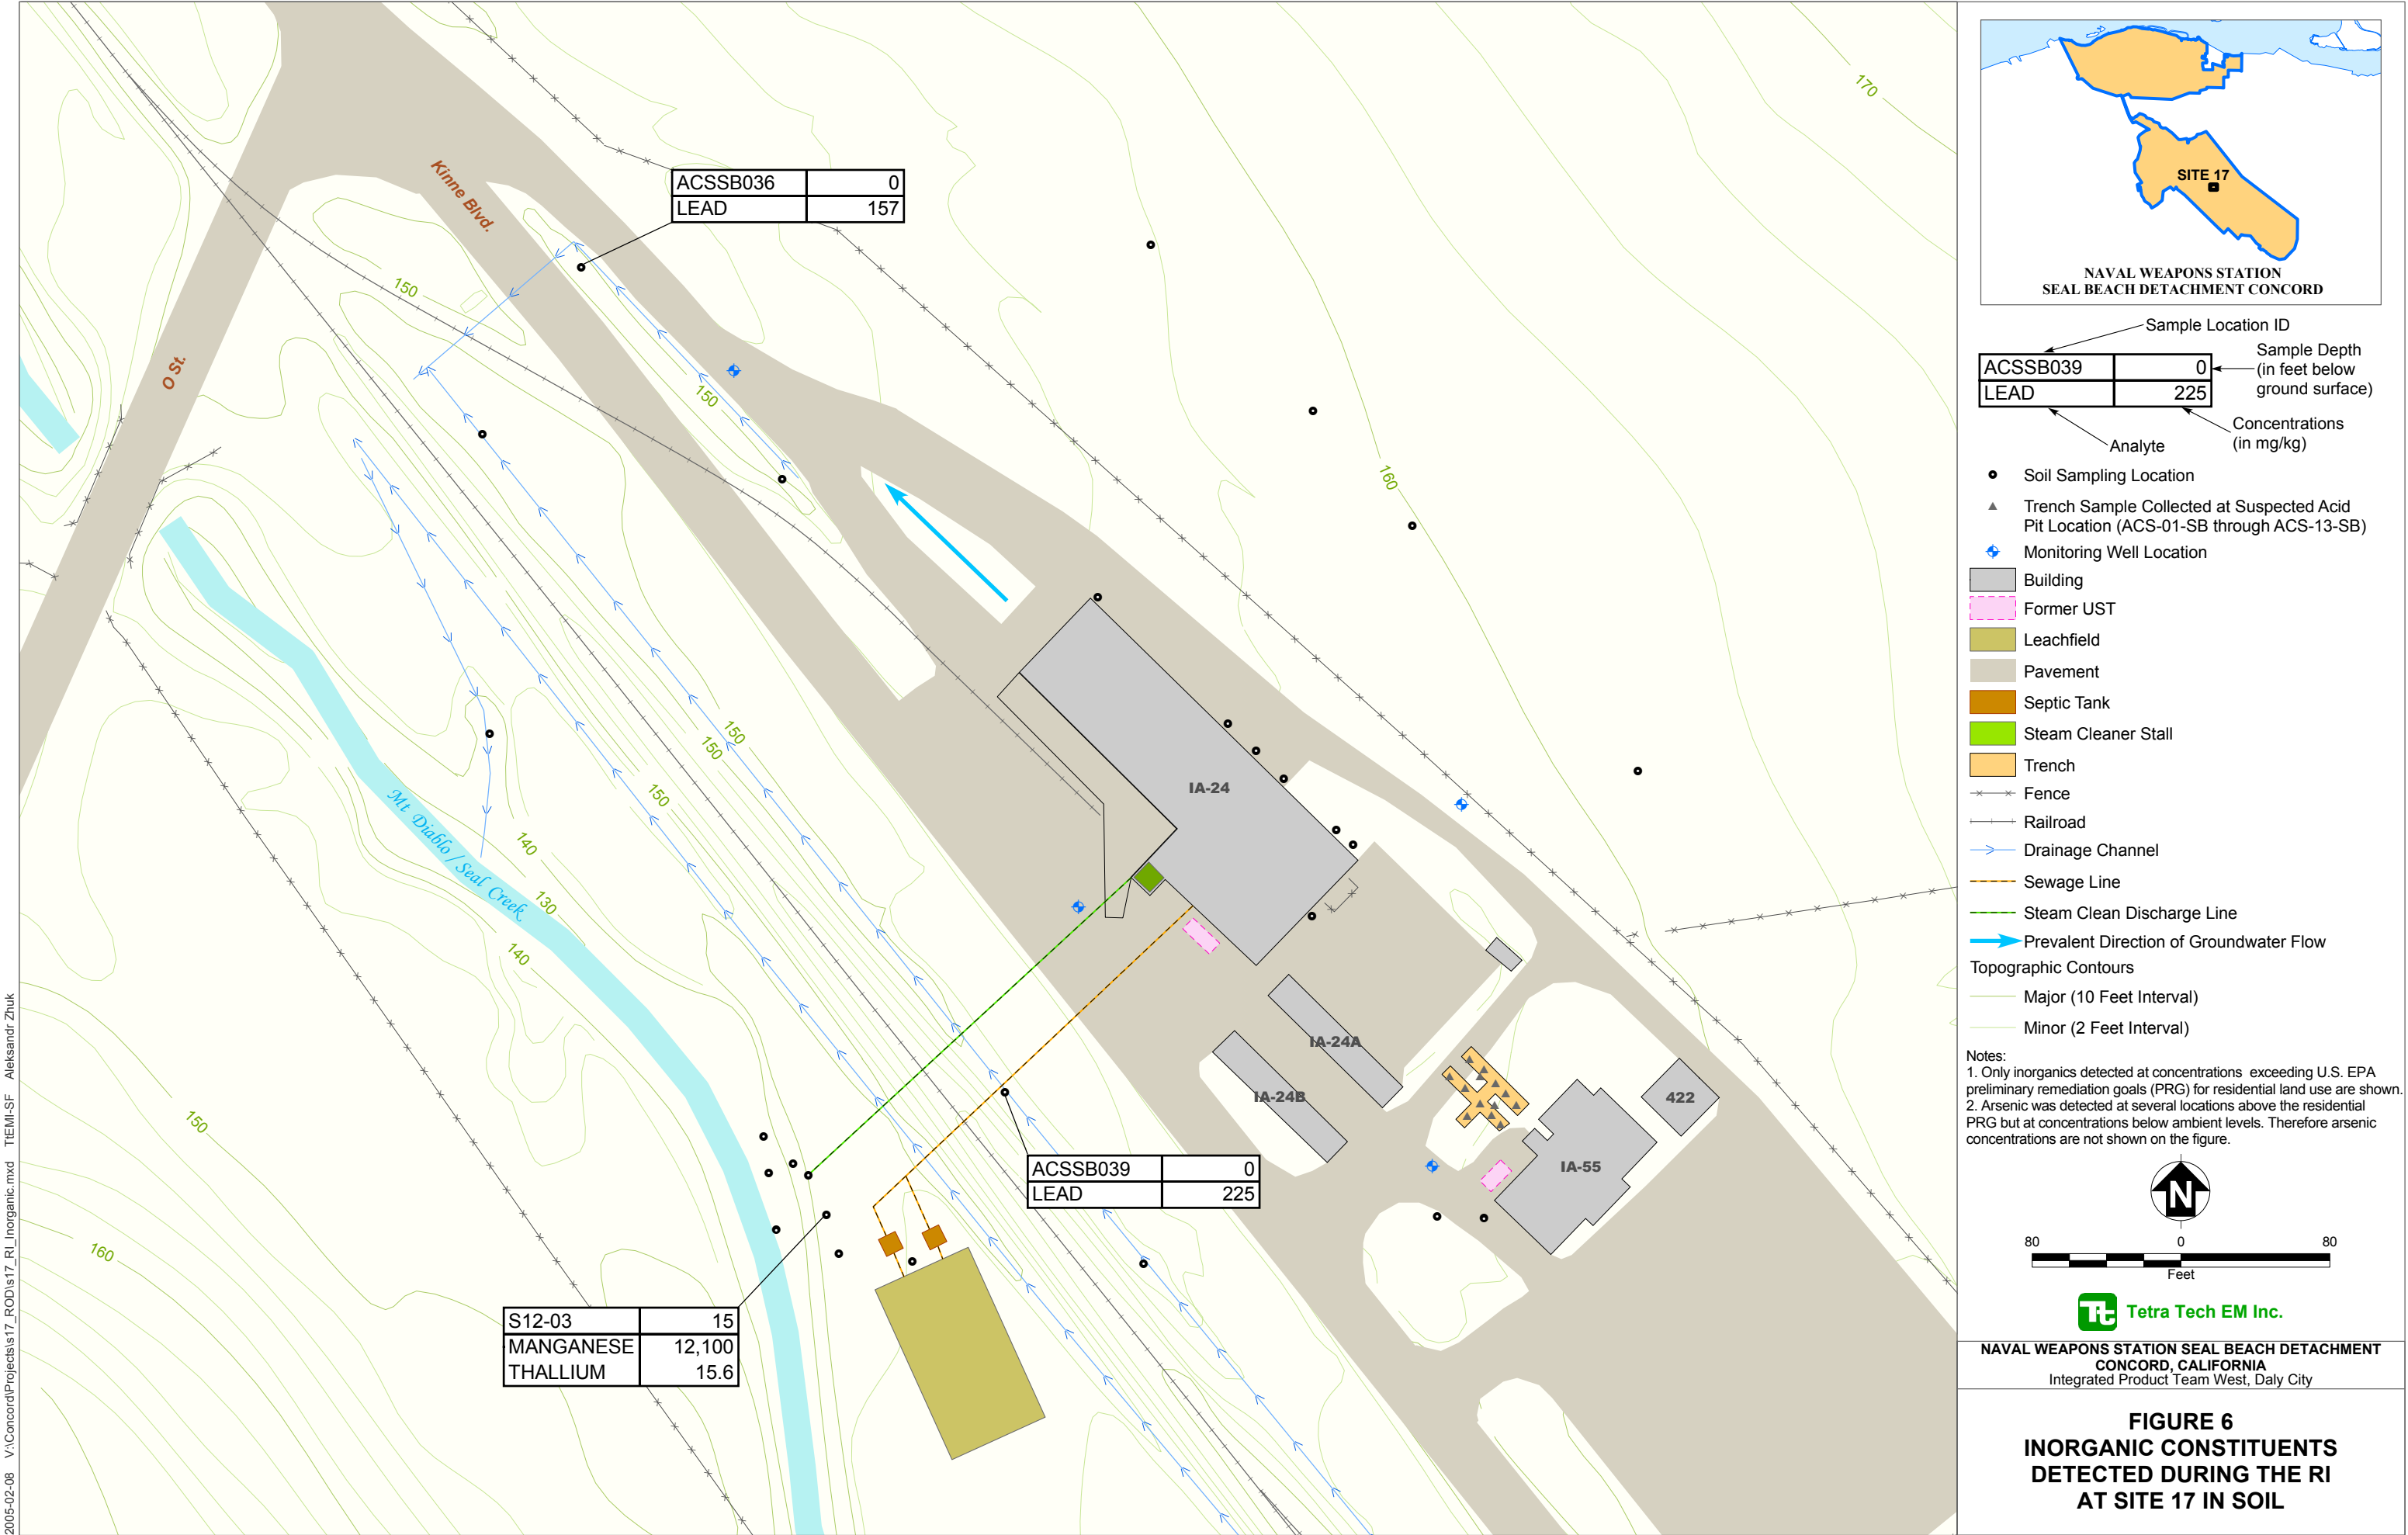 ACSSB036 0
LEAD 157
Kinne Blvd.
O St.
150
150
160
170
150
150
150
140
130
140
150
160
Mt Diablo / Seal Creek
IA-24
IA-24A
IA-24B
IA-55
422
ACSSB039 0
LEAD 225
S12-03 15
MANGANESE 12,100
THALLIUM 15.6
2005-02-08 V:\Concord\Projects\s17_ROD\s17_RI_Inorganic.mxd TtEMI-SF Aleksandr Zhuk
SITE 17
NAVAL WEAPONS STATION
SEAL BEACH DETACHMENT CONCORD
Sample Location ID
ACSSB039 0
LEAD 225
Sample Depth
(in feet below
ground surface)
Concentrations
(in mg/kg)
Analyte
Soil Sampling Location
Trench Sample Collected at Suspected Acid
Pit Location (ACS-01-SB through ACS-13-SB)
Monitoring Well Location
Building
Former UST
Leachfield
Pavement
Septic Tank
Steam Cleaner Stall
Trench
Fence
Railroad
Drainage Channel
Sewage Line
Steam Clean Discharge Line
Prevalent Direction of Groundwater Flow
Topographic Contours
Major (10 Feet Interval)
Minor (2 Feet Interval)
Notes:
1. Only inorganics detected at concentrations exceeding U.S. EPA
preliminary remediation goals (PRG) for residential land use are shown.
2. Arsenic was detected at several locations above the residential
PRG but at concentrations below ambient levels. Therefore arsenic
concentrations are not shown on the figure.
N
80 0 80
Feet
Tt Tetra Tech EM Inc.
NAVAL WEAPONS STATION SEAL BEACH DETACHMENT
CONCORD, CALIFORNIA
Integrated Product Team West, Daly City
FIGURE 6
INORGANIC CONSTITUENTS
DETECTED DURING THE RI
AT SITE 17 IN SOIL